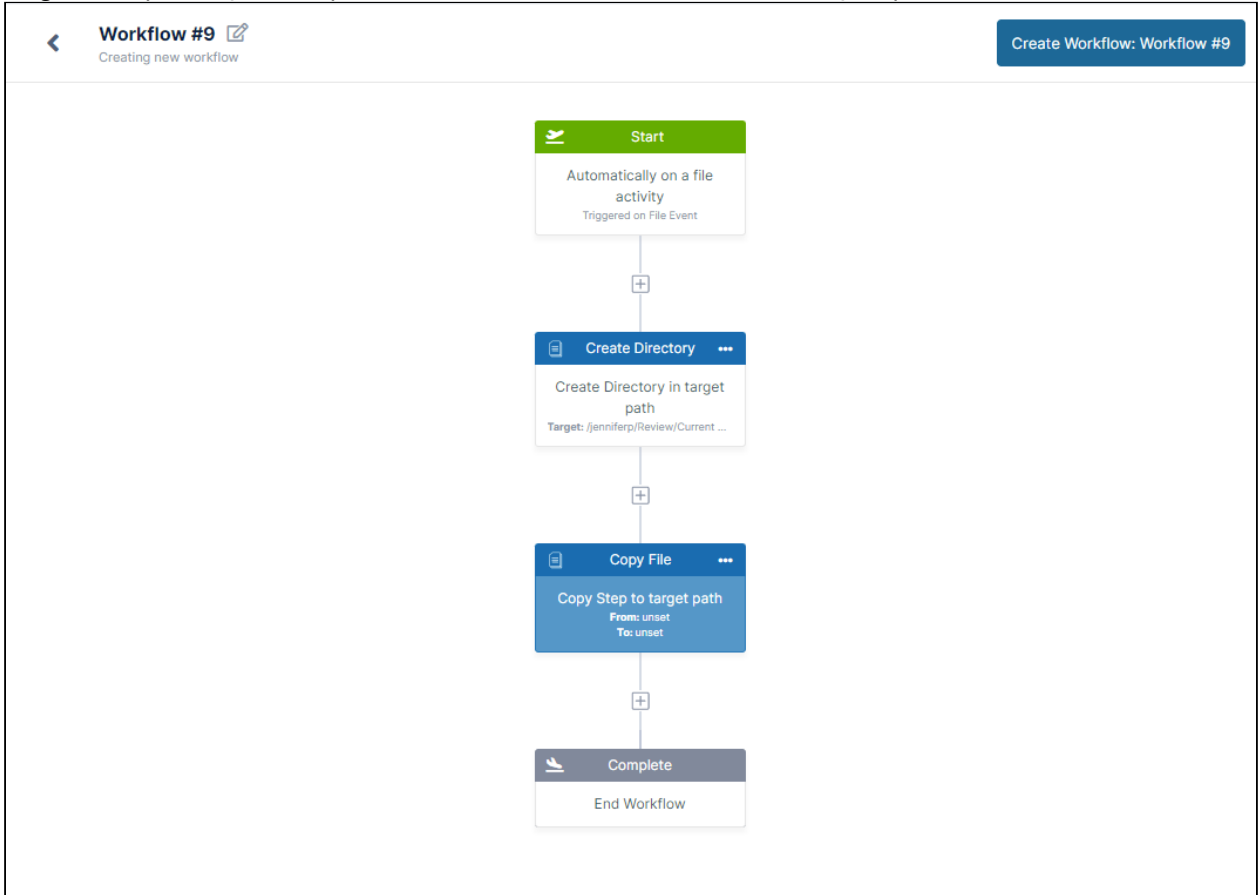 Workflow #9
Creating new workflow
Create Workflow: Workflow #9
Start
Automatically on a file
activity
Triggered on File Event
Create Directory
Create Directory in target
path
Target: /jenniferp/Review/Current ...
Copy File
Copy Step to target path
From: unset
To: unset
Complete
End Workflow